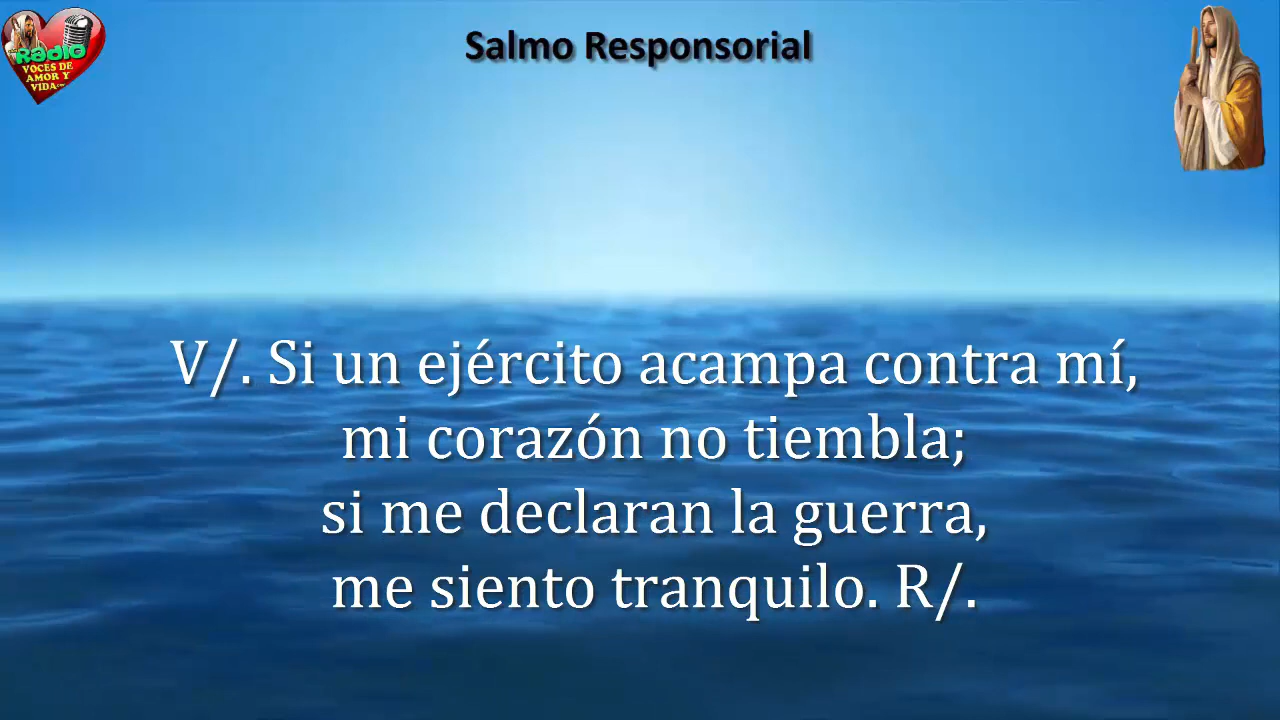 Salmo Responsorial
Radio
VOCES DE
AMOR Y
VIDA
V/. Si un ejército acampa contra mí,
mi corazón no tiembla;
si me declaran la guerra,
me siento tranquilo. R/.